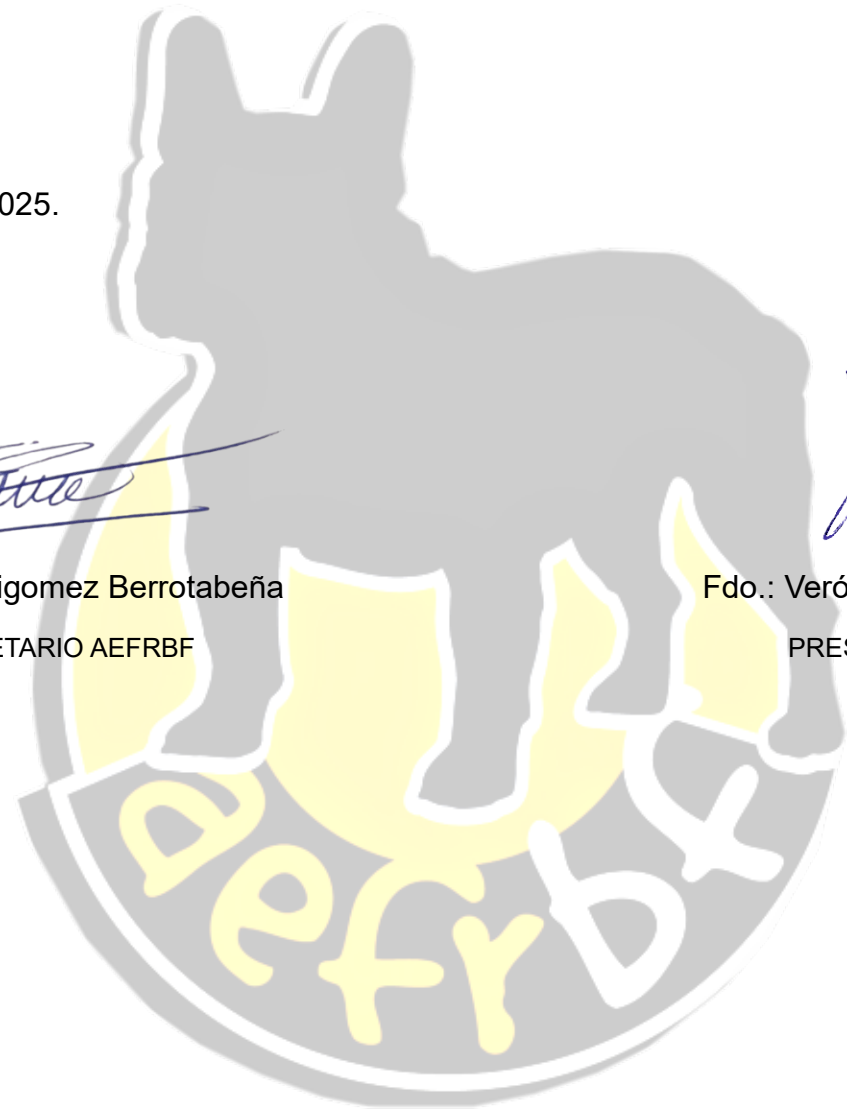 025.
igomez Berrotabeña
Fdo.: Veró
ETARIO AEFRBF
PRES
aefrbf